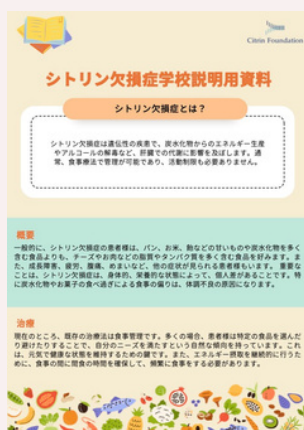 Citrin Foundation
シトリン欠損症学校説明用資料
シトリン欠損症とは？
シトリン欠損症は遺伝性の疾患で、炭水化物からのエネルギー生産
やアルコールの解毒など、肝臓での代謝に影響を及ぼします。通
常、食事療法で管理が可能であり、活動制限も必要ありません。
概要
一般的に、シトリン欠損症の患者様は、パン、お米、飴などの甘いものや炭水化物を多く
含む食品よりも、チーズやお肉などの脂質やタンパク質を多く含む食品を好みます。ま
た、成長障害、疲労、腹痛、めまいなど、他の症状が見られる患者様もいます。 重要な
ことは、シトリン欠損症は、身体的、栄養的な状態によって、個人差があることです。特
に炭水化物やお菓子の食べ過ぎによる食事の偏りは、体調不良の原因になります。
治療
現在のところ、既存の治療法は食事管理です。多くの場合、患者様は特定の食品を選んだ
り避けたりすることで、自分のニーズを満たすという自然な傾向を持っています。これ
は、元気で健康な状態を維持するための鍵です。また、エネルギー摂取を継続的に行うた
めに、食事の間に間食の時間を確保して、頻繁に食事をする必要があります。